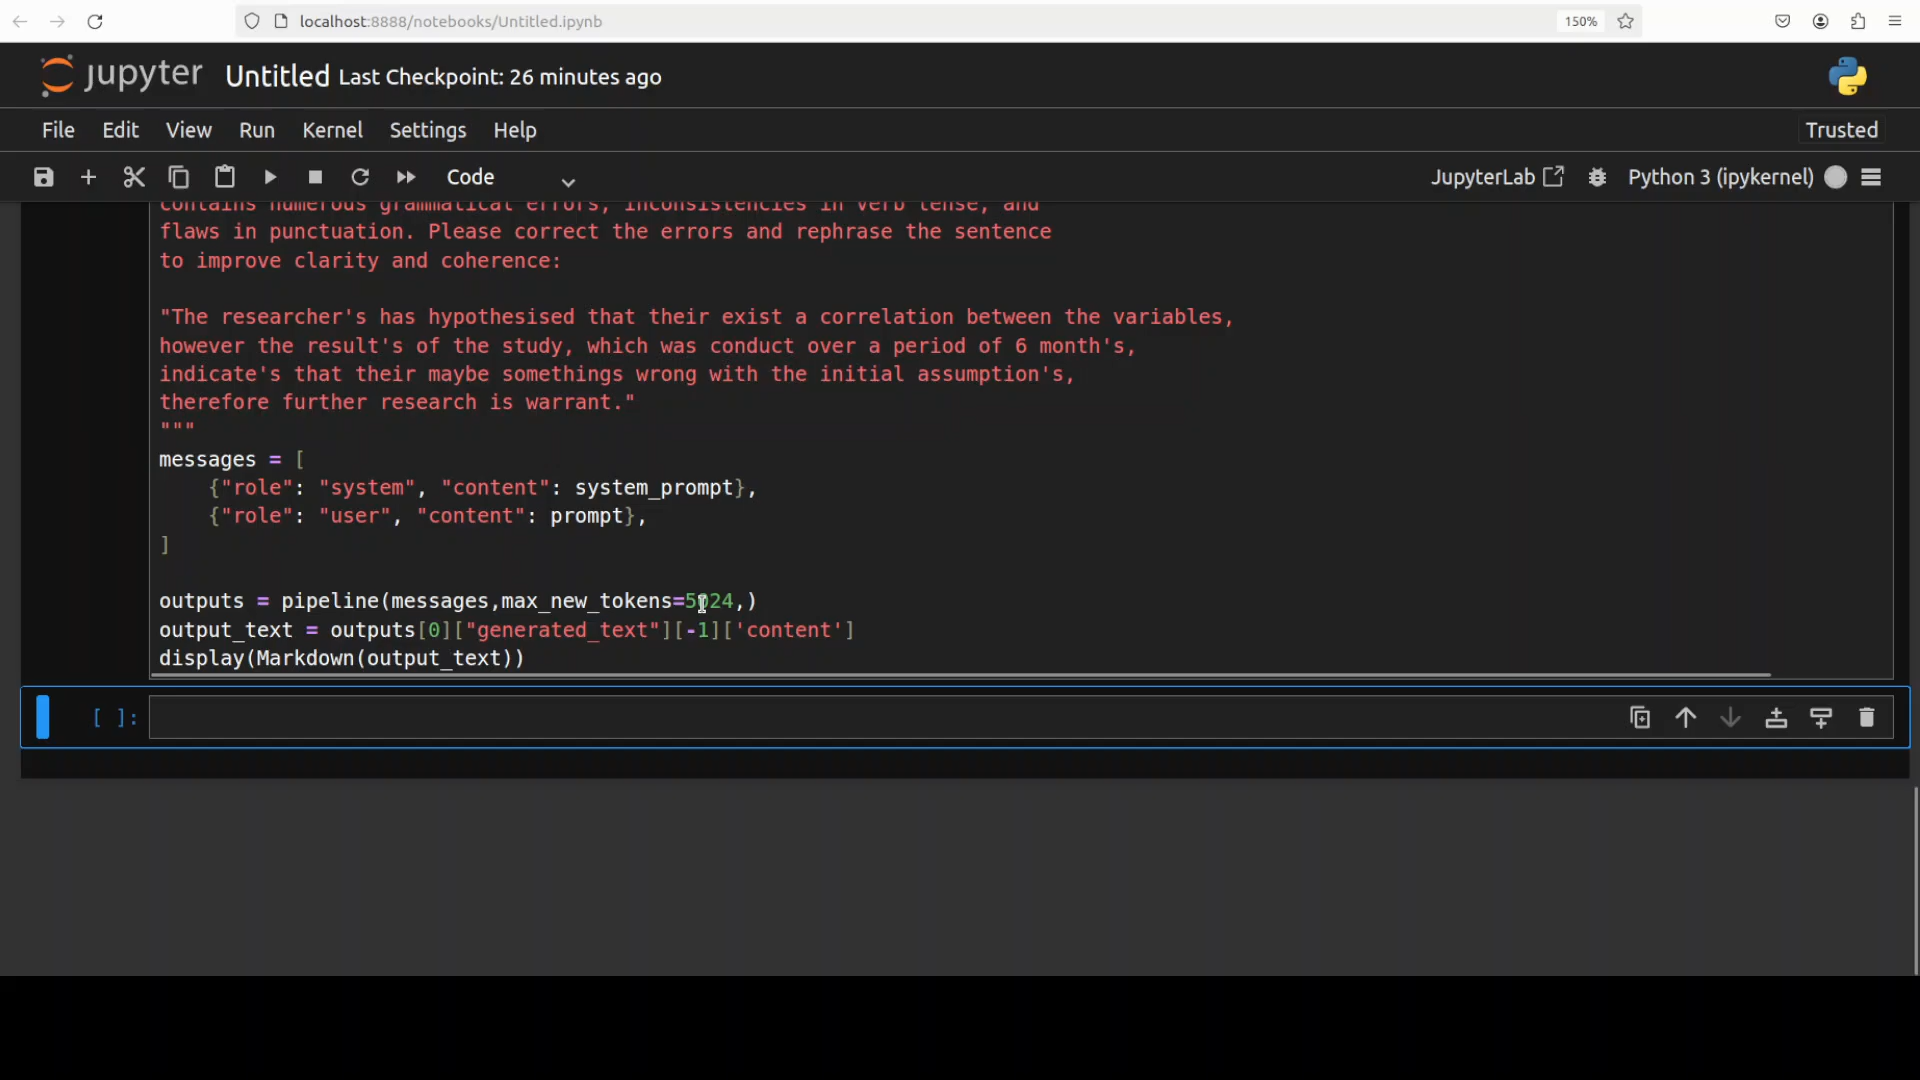 localhost:8888/notebooks/Untitled.ipynb
150%
jupyter Untitled Last Checkpoint: 26 minutes ago
File Edit View Run Kernel Settings Help Trusted
Code JupyterLab Python 3 (ipykernel)
contains numerous grammatical errors, inconsistencies in verb tense, and
flaws in punctuation. Please correct the errors and rephrase the sentence
to improve clarity and coherence:
"The researcher's has hypothesised that their exist a correlation between the variables,
however the result's of the study, which was conduct over a period of 6 month's,
indicate's that their maybe somethings wrong with the initial assumption's,
therefore further research is warrant."
"""
messages = [
{"role": "system", "content": system_prompt},
{"role": "user", "content": prompt},
]
outputs = pipeline(messages,max_new_tokens=5024,)
output_text = outputs[0]["generated_text"][-1]['content']
display(Markdown(output_text))
[ ]: